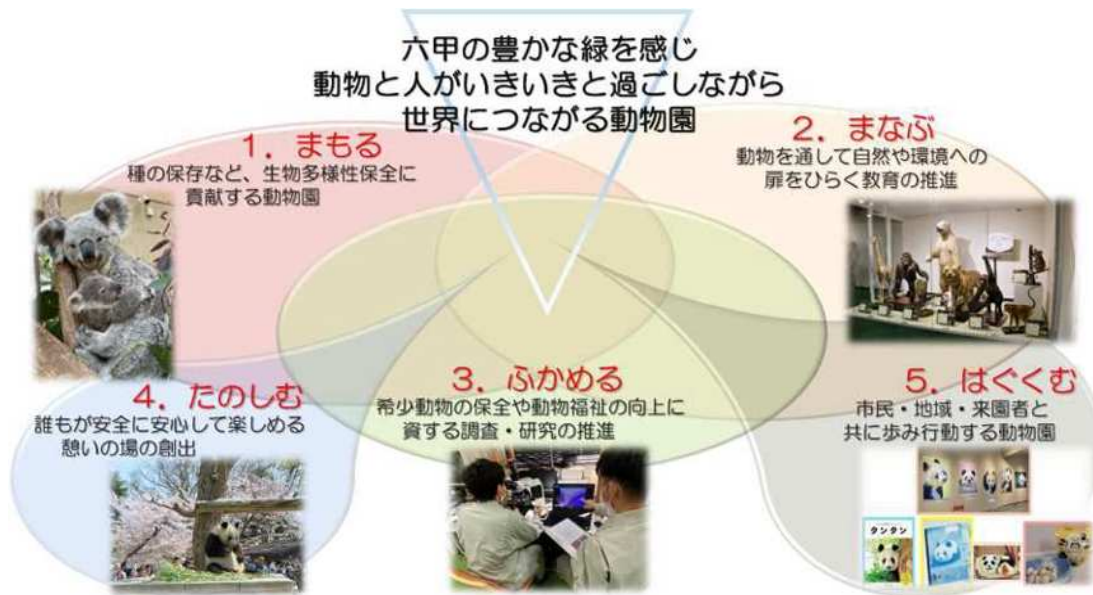 六甲の豊かな緑を感じ
動物と人がいきいきと過ごしながら
世界につながる動物園
1. まもる
種の保存など、生物多様性保全に
貢献する動物園
2. まなぶ
動物を通して自然や環境への
扉をひらく教育の推進
3. ふかめる
希少動物の保全や動物福祉の向上に
資する調査・研究の推進
4. たのしむ
誰もが安全に安心して楽しめる
憩いの場の創出
5. はぐくむ
市民・地域・来園者と
共に歩み行動する動物園
タンタン